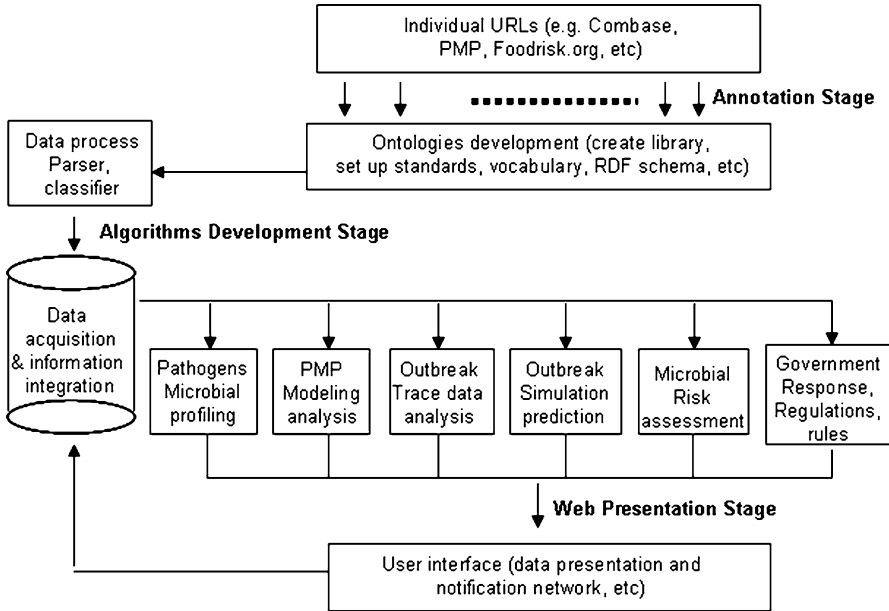 Individual URLs (e.g. Combase,
PMP, Foodrisk.org, etc)
Annotation Stage
Ontologies development (create library,
set up standards, vocabulary, RDF schema, etc)
Data process
Parser,
classifier
Algorithms Development Stage
Data
acquisition
& information
integration
Pathogens
Microbial
profiling
PMP
Modeling
analysis
Outbreak
Trace data
analysis
Outbreak
Simulation
prediction
Microbial
Risk
assessment
Government
Response,
Regulations,
rules
Web Presentation Stage
User interface (data presentation and
notification network, etc)